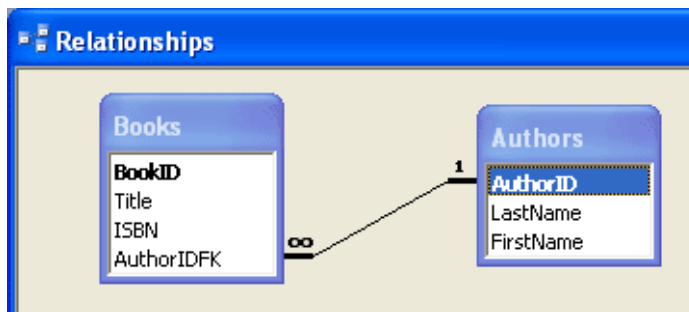 Relationships
Books
BookID
Title
ISBN
AuthorIDFK
∞
1
Authors
AuthorID
LastName
FirstName